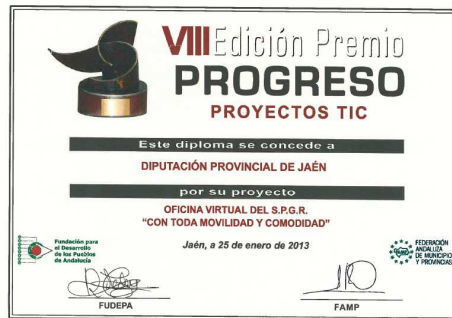 VIII Edición Premio
PROGRESO
PROYECTOS TIC
Este diploma se concede a
DIPUTACIÓN PROVINCIAL DE JAÉN
por su proyecto
OFICINA VIRTUAL DEL S.P.G.R.
"CON TODA MOVILIDAD Y COMODIDAD"
Jaén, a 25 de enero de 2013
Fundación para
el Desarrollo
de los Pueblos
de Andalucía
FEDERACIÓN
ANDALUZA
DE MUNICIPIO
Y PROVINCIAS
FUDEPA
FAMP